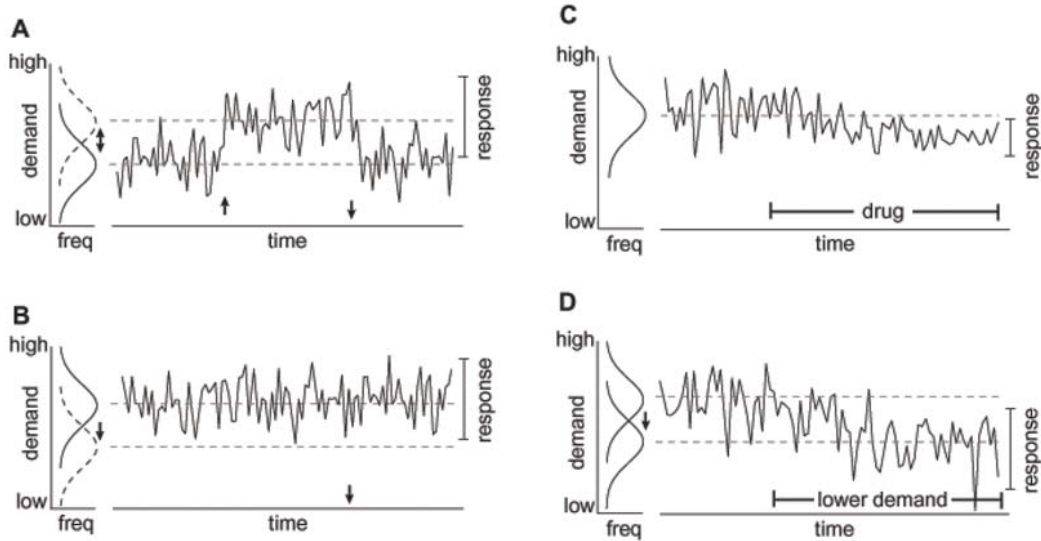 A
high
demand
low
freq
time
response
B
high
demand
low
freq
time
response
C
high
demand
low
freq
drug
time
response
D
high
demand
low
freq
lower demand
time
response